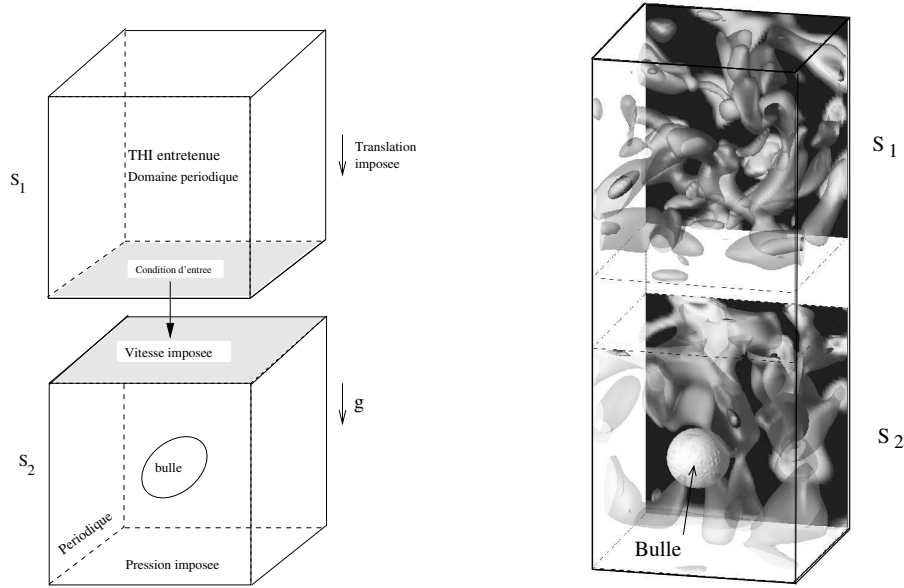 S1
THI entretenue
Domaine periodique
Translation
imposee
Condition d'entree
Vitesse imposee
g
S2
bulle
Periodique
Pression imposee
S 1
S 2
Bulle